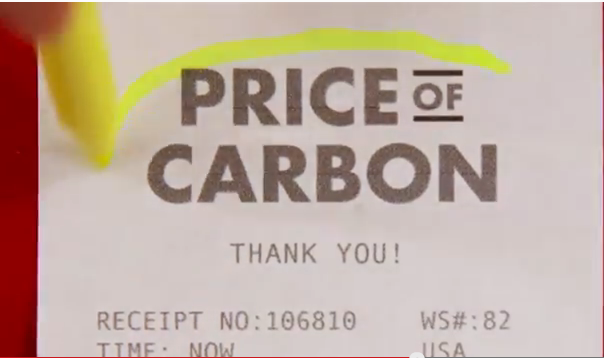 PRICE OF
CARBON
THANK YOU!
RECEIPT NO:106810 WS#:82
TIME: NOW USA